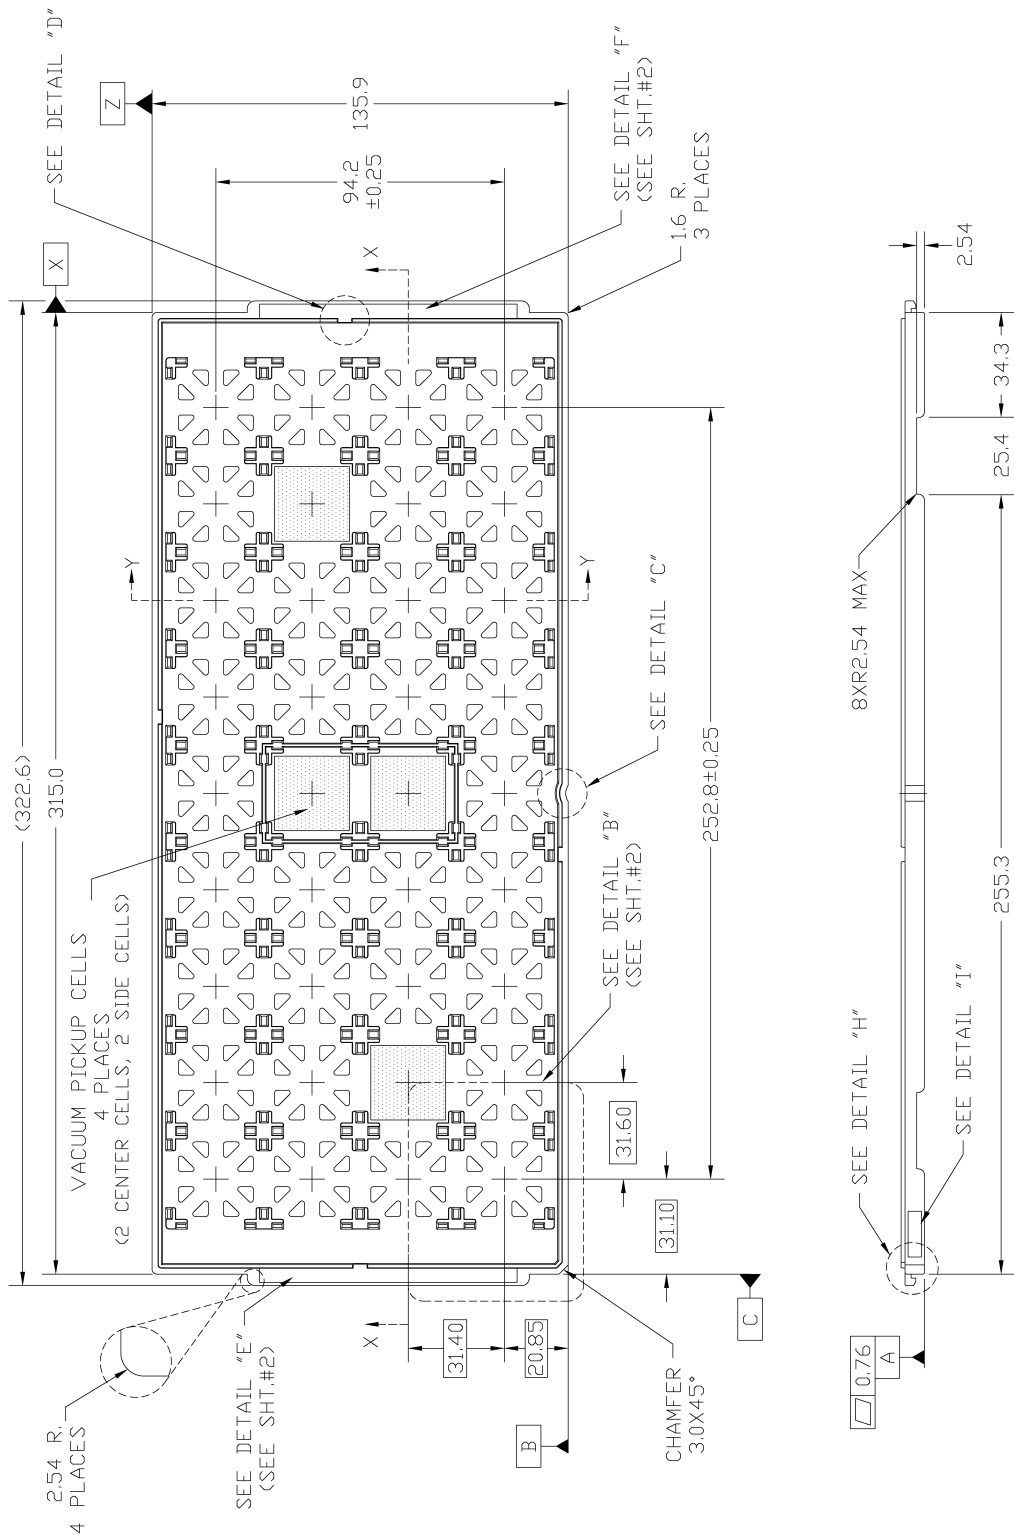 (322.6)
315.0
X
SEE DETAIL "D"
Z
135.9
94.2
±0.25
SEE DETAIL "F"
(SEE SHT.#2)
1.6 R.
3 PLACES
X
Y
Y
VACUUM PICKUP CELLS
4 PLACES
(2 CENTER CELLS, 2 SIDE CELLS)
2.54 R.
4 PLACES
SEE DETAIL "E"
(SEE SHT.#2)
X
31.40
20.85
B
CHAMFER
3.0X45°
C
31.10
31.60
SEE DETAIL "B"
(SEE SHT.#2)
252.8±0.25
SEE DETAIL "C"
8XR2.54 MAX
2.54
34.3
25.4
255.3
SEE DETAIL "H"
SEE DETAIL "I"
0.76
A